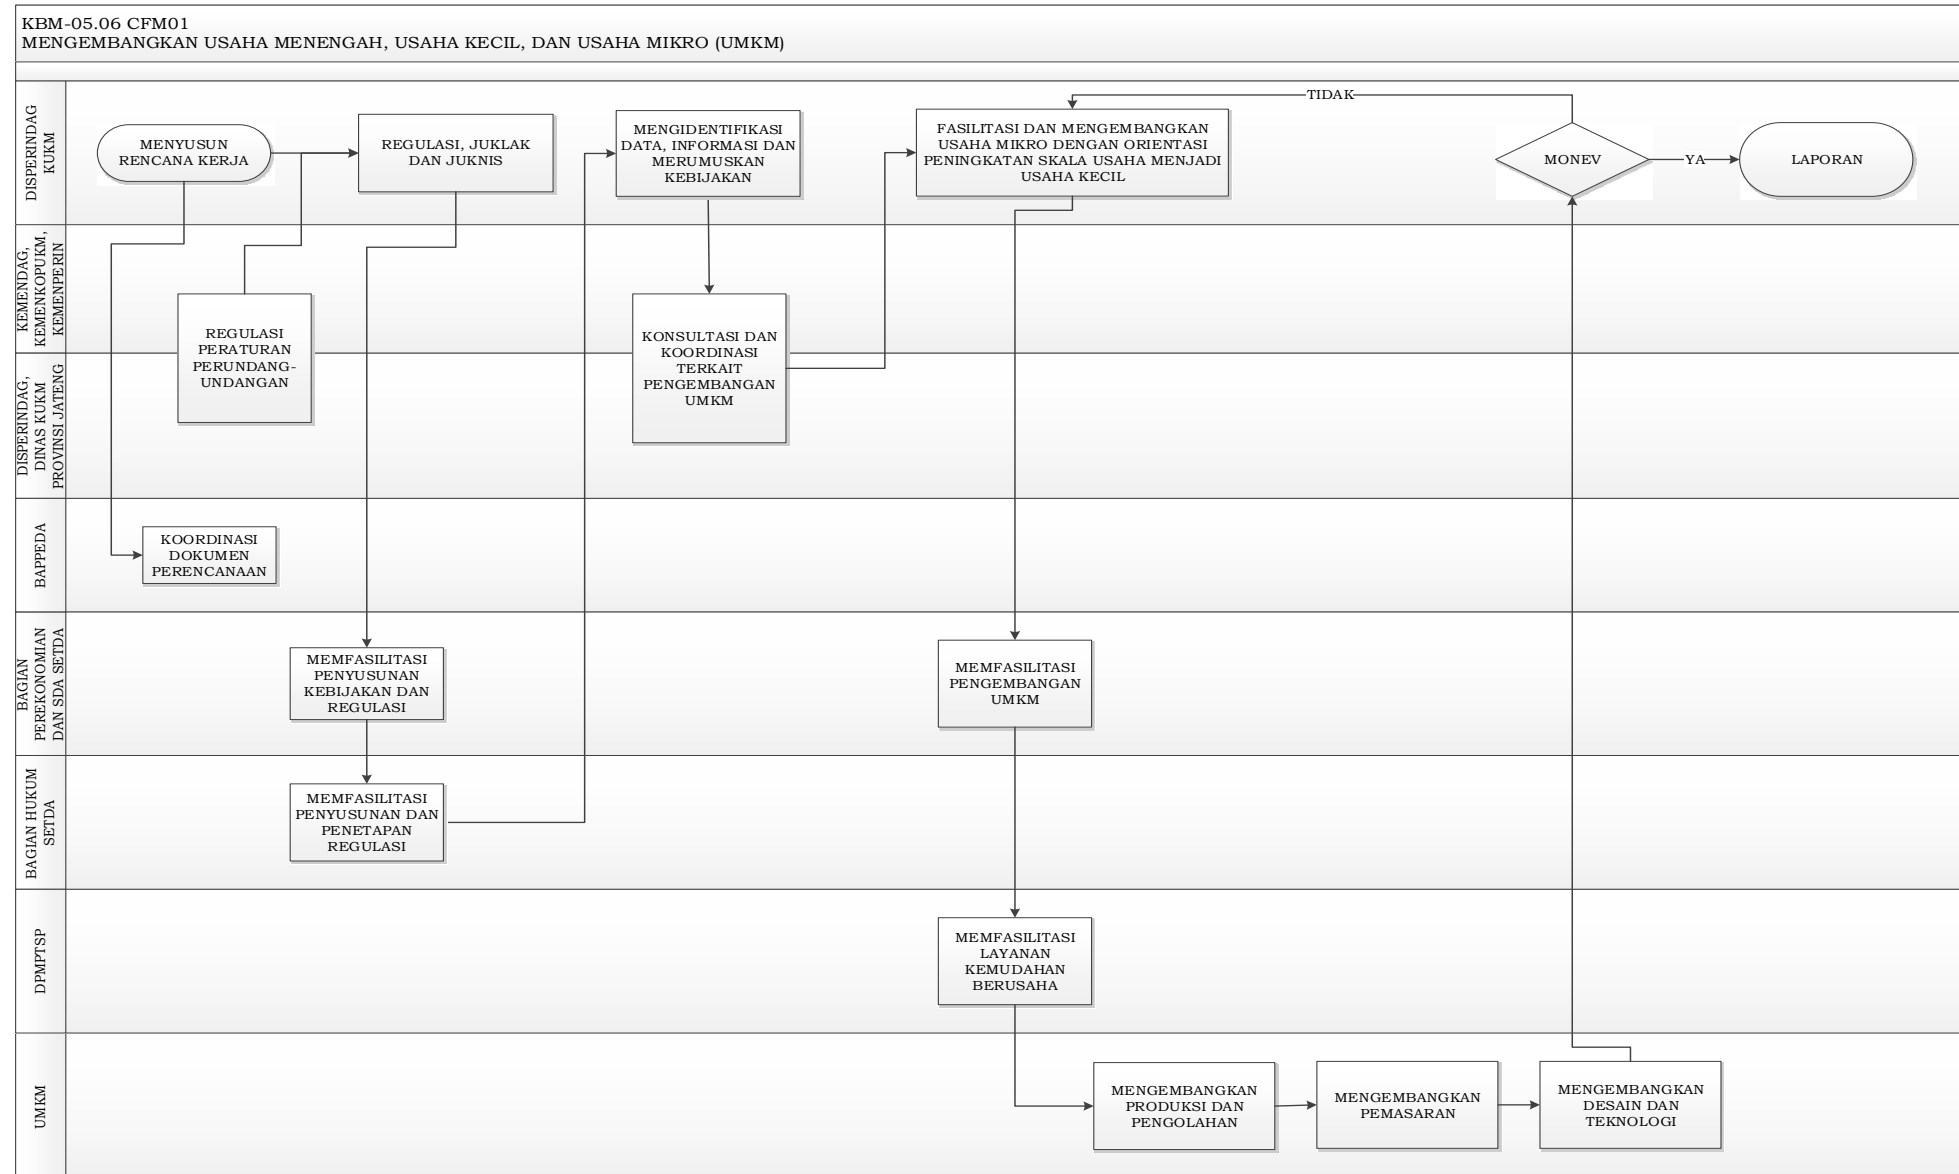 KBM-05.06 CFM01
MENGEMBANGKAN USAHA MENENGAH, USAHA KECIL, DAN USAHA MIKRO (UMKM)
DISPERINDAG
KUKM
MENYUSUN
RENCANA KERJA
REGULASI, JUKLAK
DAN JUKNIS
MENGIDENTIFIKASI
DATA, INFORMASI DAN
MERUMUSKAN
KEBIJAKAN
FASILITASI DAN MENGEMBANGKAN
USAHA MIKRO DENGAN ORIENTASI
PENINGKATAN SKALA USAHA MENJADI
USAHA KECIL
TIDAK
MONEV
YA
LAPORAN
KEMENDAG,
KEMENKOPUKM,
KEMENPERIN
REGULASI
PERATURAN
PERUNDANG-
UNDANGAN
KONSULTASI DAN
KOORDINASI
TERKAIT
PENGEMBANGAN
UMKM
DISPERINDAG,
DINAS KUKM
PROVINSI JATENG
BAPPEDA
KOORDINASI
DOKUMEN
PERENCANAAN
BAGIAN
PEREKONOMIAN
DAN SDA SETDA
MEMFASILITASI
PENYUSUNAN
KEBIJAKAN DAN
REGULASI
MEMFASILITASI
PENGEMBANGAN
UMKM
BAGIAN HUKUM
SETDA
MEMFASILITASI
PENYUSUNAN DAN
PENETAPAN
REGULASI
DPMPTSP
MEMFASILITASI
LAYANAN
KEMUDAHAN
BERUSAHA
UMKM
MENGEMBANGKAN
PRODUKSI DAN
PENGOLAHAN
MENGEMBANGKAN
PEMASARAN
MENGEMBANGKAN
DESAIN DAN
TEKNOLOGI